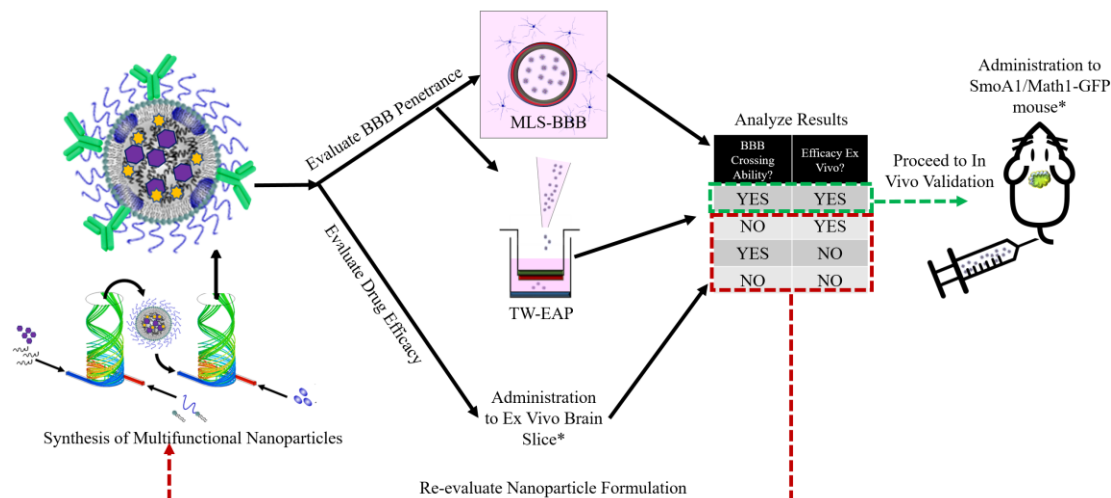 Evaluate BBB Penetrance
MLS-BBB
TW-EAP
Evaluate Drug Efficacy
Administration
to Ex Vivo Brain
Slice*
Synthesis of Multifunctional Nanoparticles
Analyze Results
BBB
Crossing
Ability?
Efficacy Ex
Vivo?
YES YES
NO YES
YES NO
NO NO
Proceed to In
Vivo Validation
Administration to
SmoA1/Math1-GFP
mouse*
Re-evaluate Nanoparticle Formulation